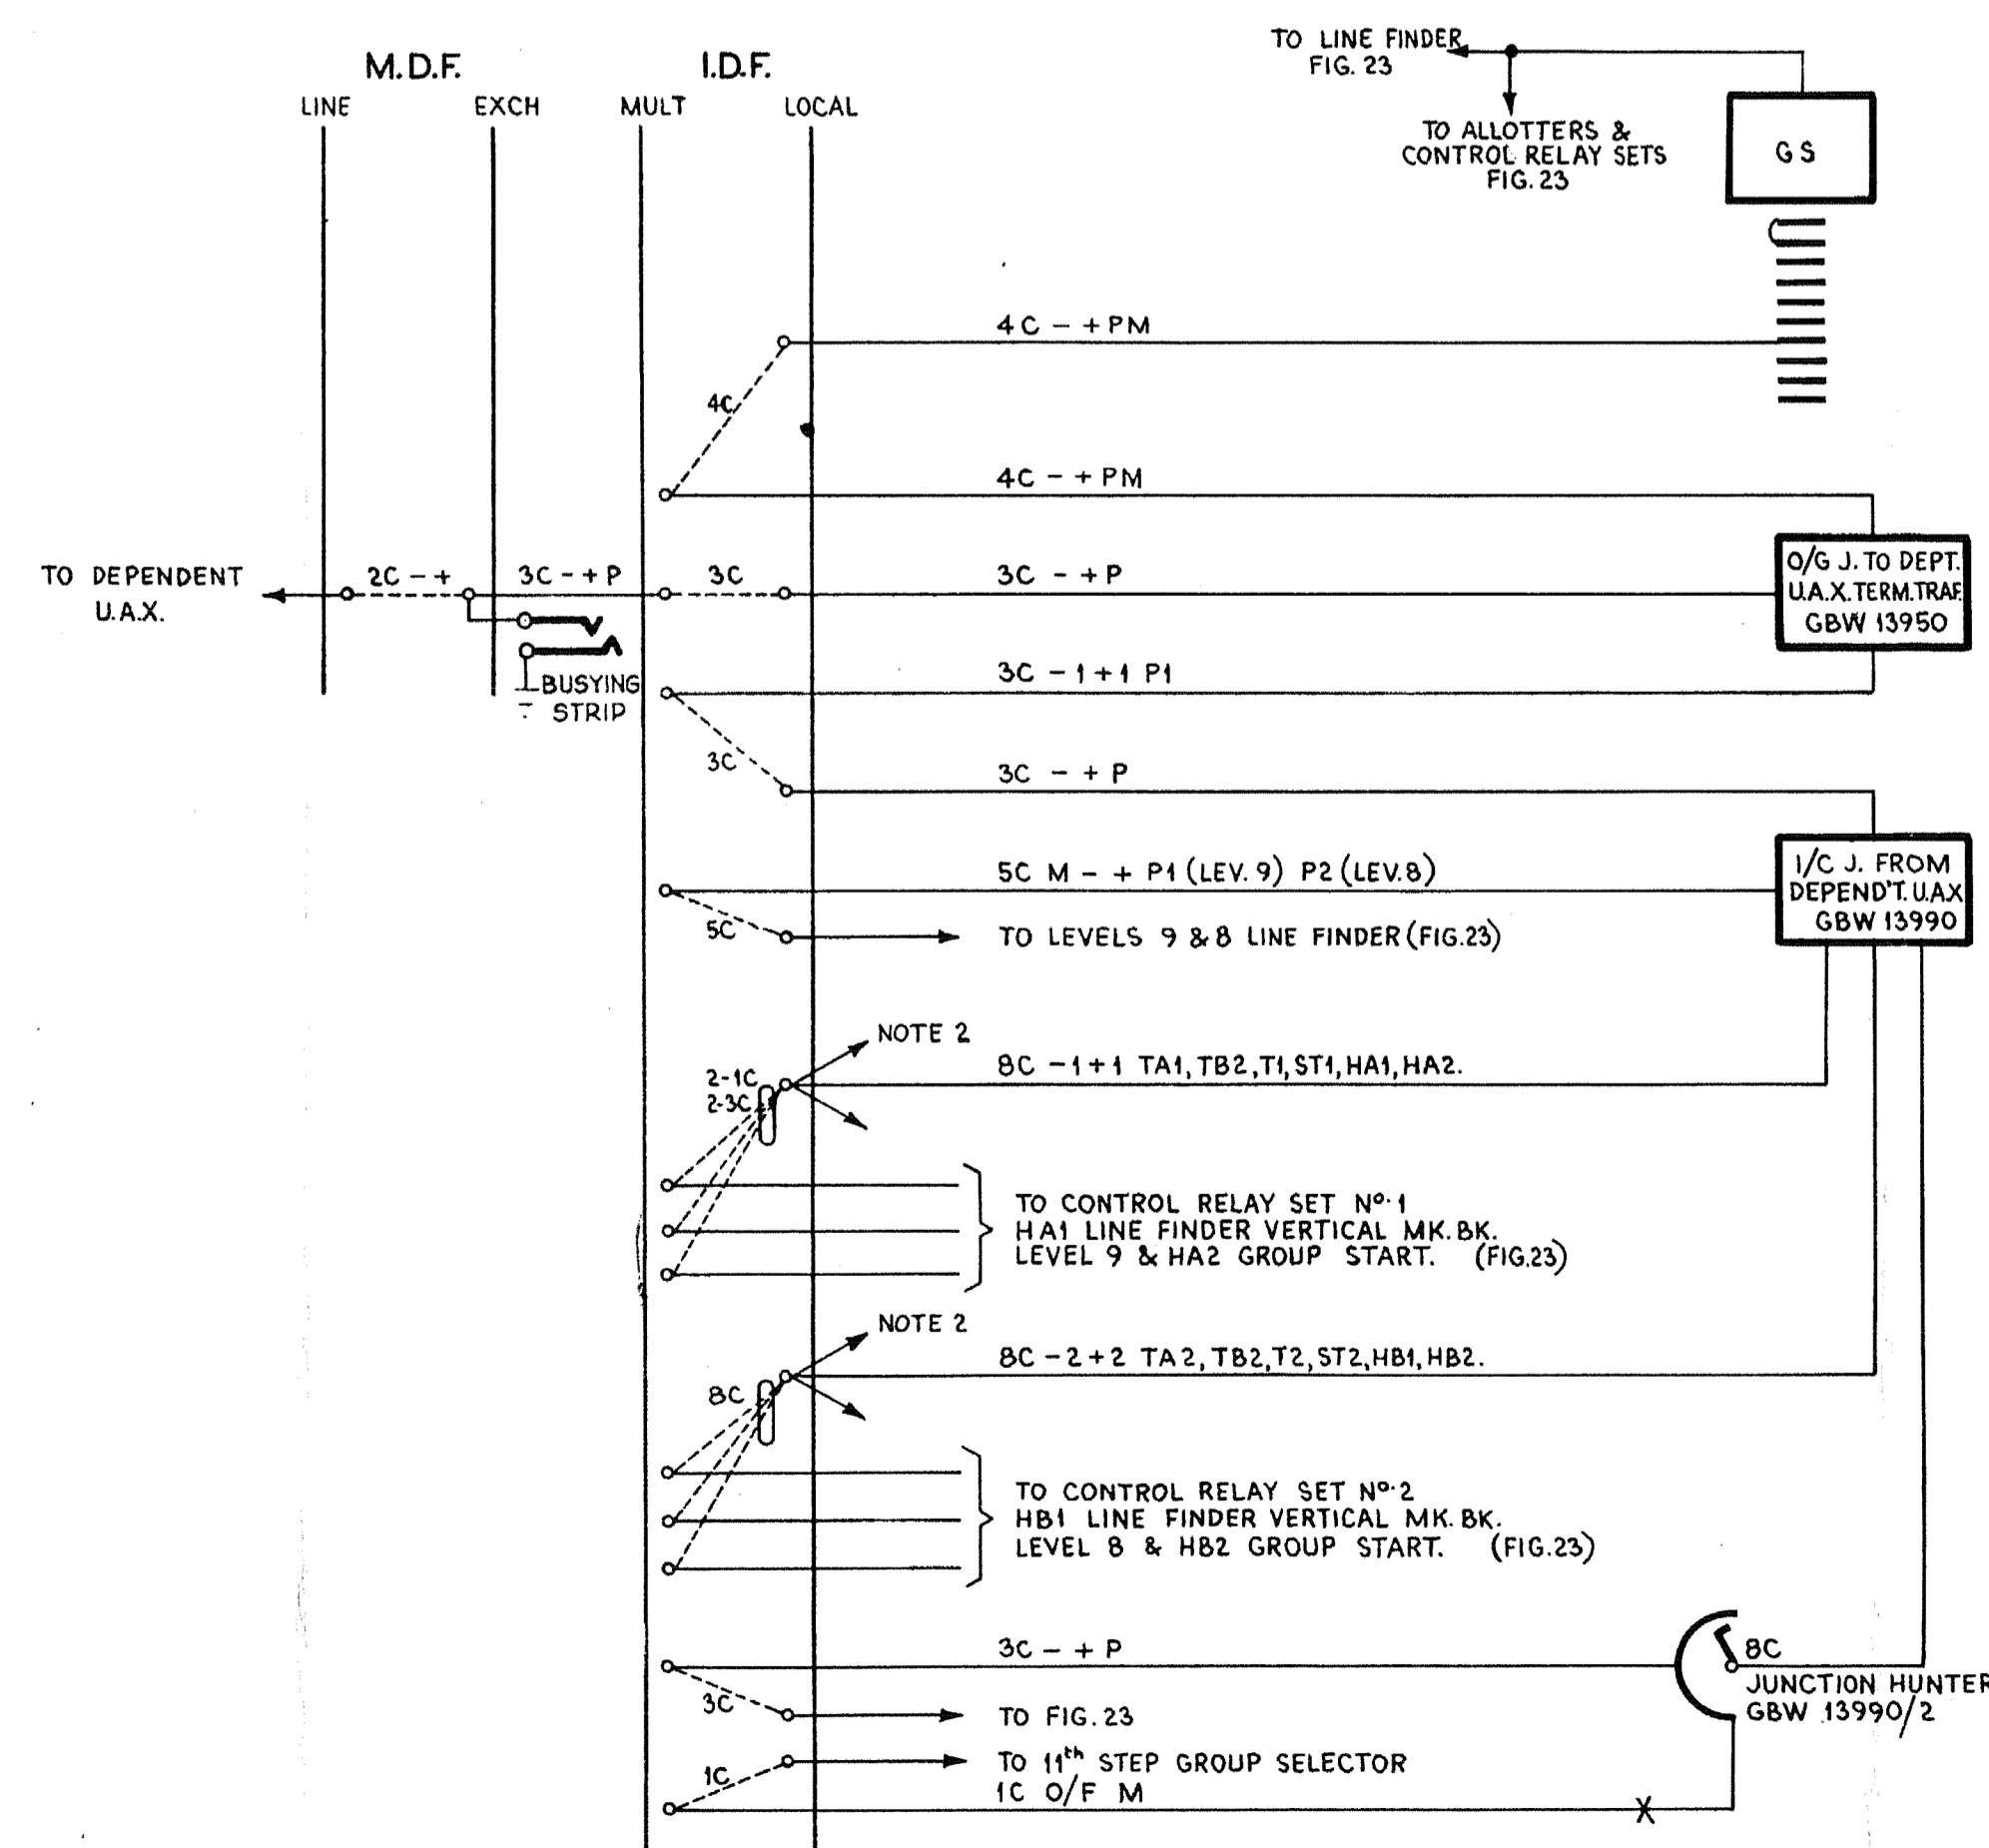 M.D.F.
I.D.F.
LINE
EXCH
MULT
LOCAL
TO LINE FINDER
FIG. 23
TO ALLOTTERS &
CONTROL RELAY SETS
FIG. 23
GS
4C - + PM
4C
4C - + PM
TO DEPENDENT
U.A.X.
2C - +
3C - + P
3C
3C - + P
O/G J. TO DEPT.
U.A.X. TERM. TRAF.
GBW 13950
BUSYING
STRIP
3C - 1 + 1 P1
3C
3C - + P
5C M - + P1 (LEV. 9) P2 (LEV. 8)
I/C J. FROM
DEPEND'T. U.AX
GBW 13990
5C
TO LEVELS 9 & 8 LINE FINDER (FIG. 23)
NOTE 2
2-1C
2-3C
8C -1+1 TA1, TB2, T1, ST1, HA1, HA2.
TO CONTROL RELAY SET Nº. 1
HA1 LINE FINDER VERTICAL MK. BK.
LEVEL 9 & HA2 GROUP START. (FIG.23)
NOTE 2
8C -2+2 TA2, TB2, T2, ST2, HB1, HB2.
8C
TO CONTROL RELAY SET Nº. 2
HB1 LINE FINDER VERTICAL MK. BK.
LEVEL 8 & HB2 GROUP START. (FIG.23)
3C - + P
8C
JUNCTION HUNTER
GBW 13990/2
3C
TO FIG. 23
TO 11th STEP GROUP SELECTOR
1C
1C O/F M
X